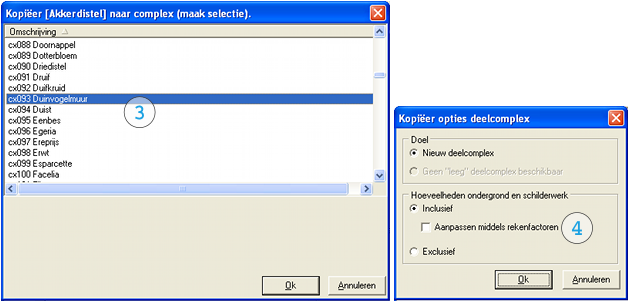 Kopiëer [Akkerdistel] naar complex (maak selectie).
Omschrijving
cx088 Doornappel
cx089 Dotterbloem
cx090 Driedistel
cx091 Druif
cx092 Duifkruid
cx093 Duinvogelmuur
cx094 Duist
cx095 Eenbes
cx096 Egeria
cx097 Ereprijs
cx098 Erwt
cx099 Esparcette
cx100 Facelia
3
Ok
Annuleren
Kopiëer opties deelcomplex
Doel
Nieuw deelcomplex
Geen "leeg" deelcomplex beschikbaar
Hoeveelheden ondergrond en schilderwerk
Inclusief
Aanpassen middels rekenfactoren
4
Exclusief
Ok
Annuleren